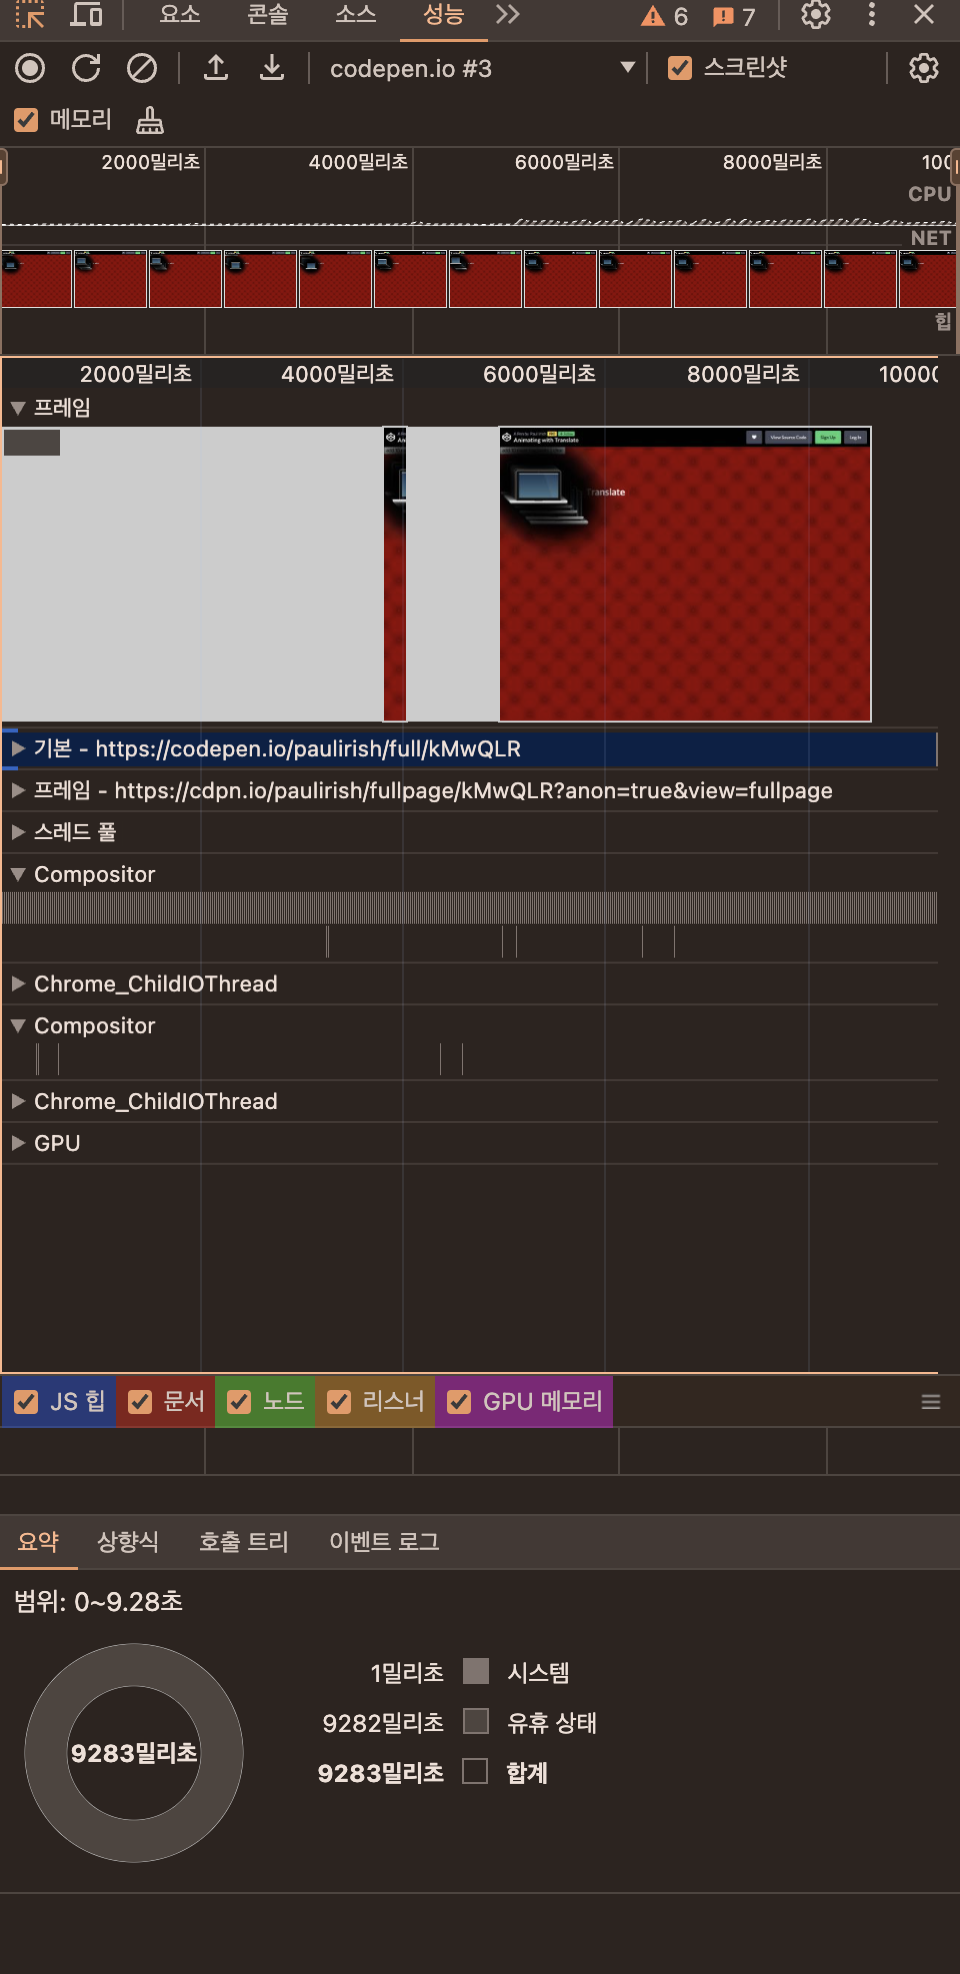 요소 콘솔 소스 성능 6 7
codepen.io #3 스크린샷
메모리
2000밀리초 4000밀리초 6000밀리초 8000밀리초 100
CPU
NET
힙
2000밀리초 4000밀리초 6000밀리초 8000밀리초 10000
프레임
Animating with Translate View Source Code Sign Up Log In
Translate
기본 - https://codepen.io/paulirish/full/kMwQLR
프레임 - https://cdpn.io/paulirish/fullpage/kMwQLR?anon=true&view=fullpage
스레드 풀
Compositor
Chrome_ChildIOThread
Compositor
Chrome_ChildIOThread
GPU
JS 힙 문서 노드 리스너 GPU 메모리
요약 상향식 호출 트리 이벤트 로그
범위: 0~9.28초
1밀리초 시스템
9282밀리초 유휴 상태
9283밀리초
9283밀리초 합계